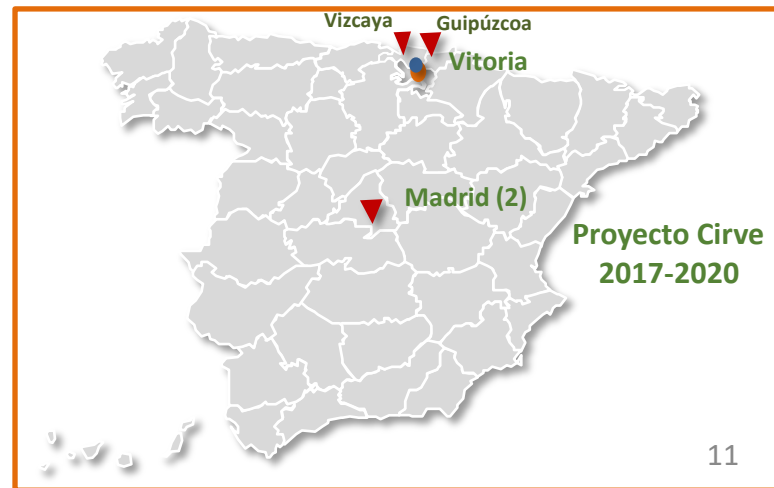 Vizcaya
Guipúzcoa
Vitoria
Madrid (2)
Proyecto Cirve
2017-2020
11